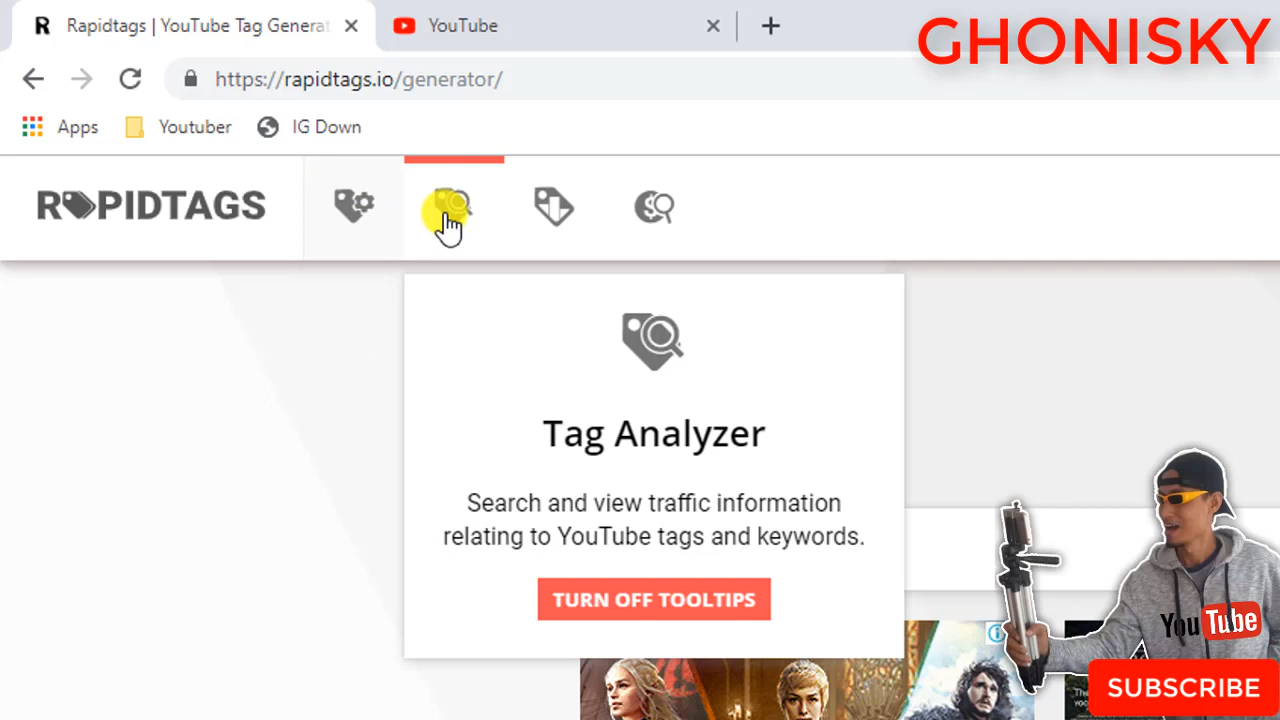 Rapidtags | YouTube Tag Generat
YouTube
GHONISKY
https://rapidtags.io/generator/
Apps
Youtuber
IG Down
RAPIDTAGS
Tag Analyzer
Search and view traffic information
relating to YouTube tags and keywords.
TURN OFF TOOLTIPS
YouTube
SUBSCRIBE